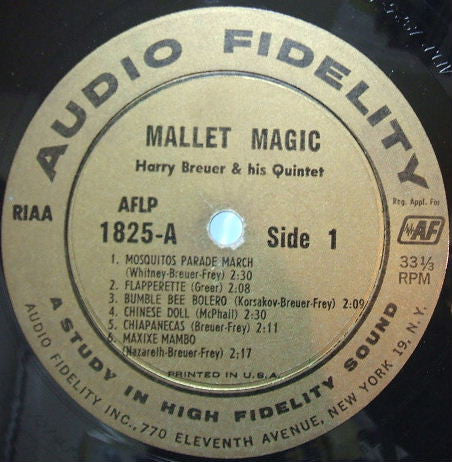 AUDIO FIDELITY
MALLET MAGIC
Harry Breuer & his Quintet
RIAA
AFLP
1825-A
Side 1
Reg. Appl. For
AF
33 1/3
RPM
1. MOSQUITOS PARADE MARCH
(Whitney-Breuer-Frey) 2:30
2. FLAPPERETTE (Greer) 2:08
3. BUMBLE BEE BOLERO (Korsakov-Breuer-Frey) 2:09
4. CHINESE DOLL (McPhail) 2:30
5. CHIAPANECAS (Breuer-Frey) 2:11
6. MAXIXE MAMBO
(Nazareth-Breuer-Frey) 2:17
PRINTED IN U.S.A.
A STUDY IN HIGH FIDELITY SOUND
AUDIO FIDELITY INC., 770 ELEVENTH AVENUE, NEW YORK 19, N.Y.